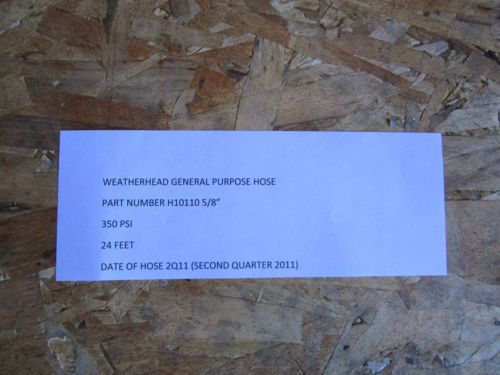 WEATHERHEAD GENERAL PURPOSE HOSE
PART NUMBER H10110 5/8”
350 PSI
24 FEET
DATE OF HOSE 2Q11 (SECOND QUARTER 2011)